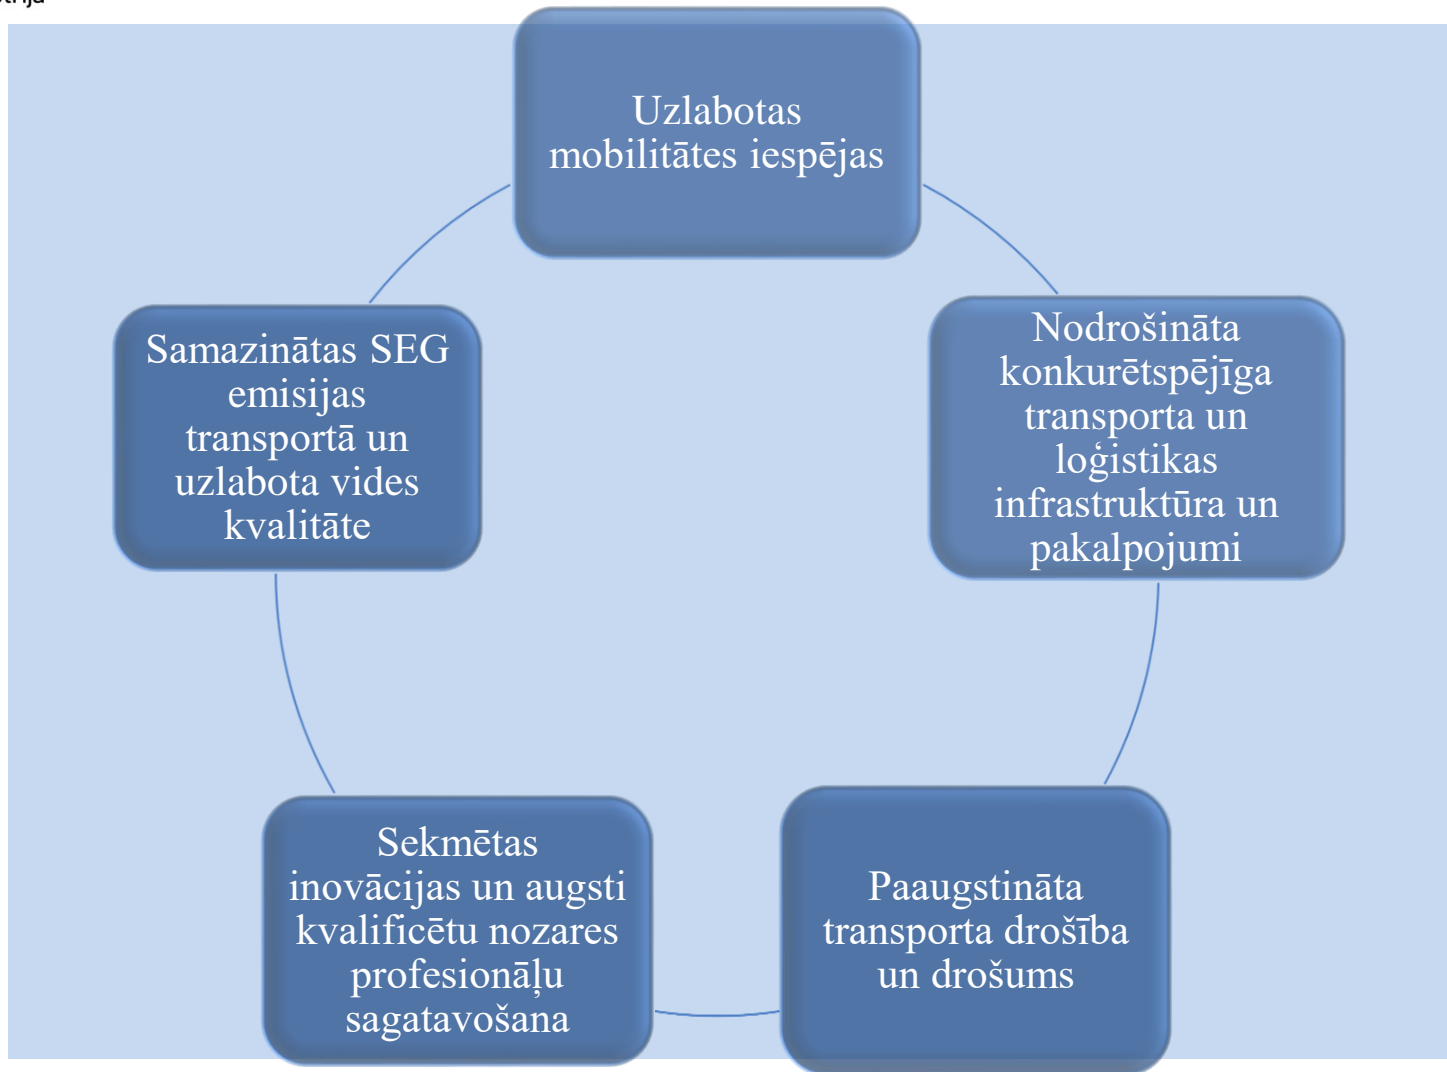 Uzlabotas
mobilitātes iespējas
Nodrošināta
konkurētspējīga
transporta un
loģistikas
infrastruktūra un
pakalpojumi
Paaugstināta
transporta drošība
un drošums
Sekmētas
inovācijas un augsti
kvalificētu nozares
profesionāļu
sagatavošana
Samazinātas SEG
emisijas
transportā un
uzlabota vides
kvalitāte